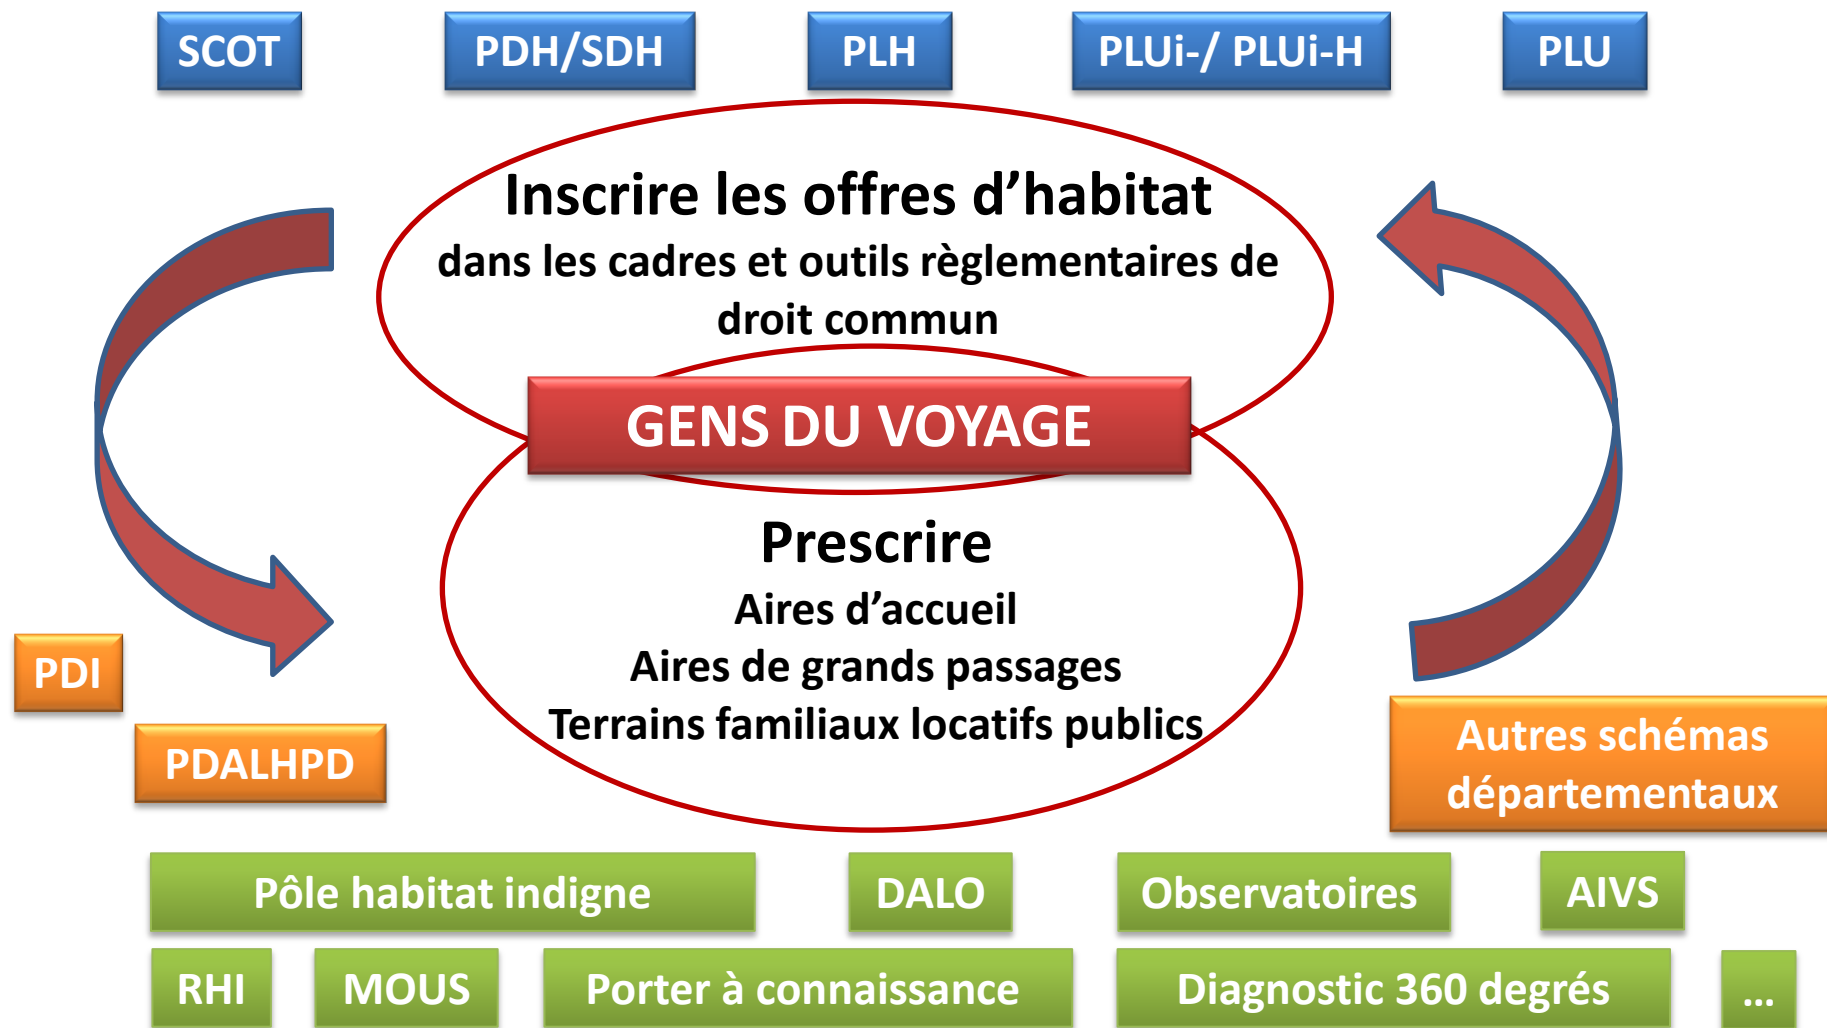 SCOT
PDH/SDH
PLH
PLUi-/ PLUi-H
PLU
Inscrire les offres d’habitat
dans les cadres et outils règlementaires de
droit commun
GENS DU VOYAGE
Prescrire
Aires d’accueil
Aires de grands passages
Terrains familiaux locatifs publics
PDI
PDALHPD
Autres schémas
départementaux
Pôle habitat indigne
DALO
Observatoires
AIVS
RHI
MOUS
Porter à connaissance
Diagnostic 360 degrés
...